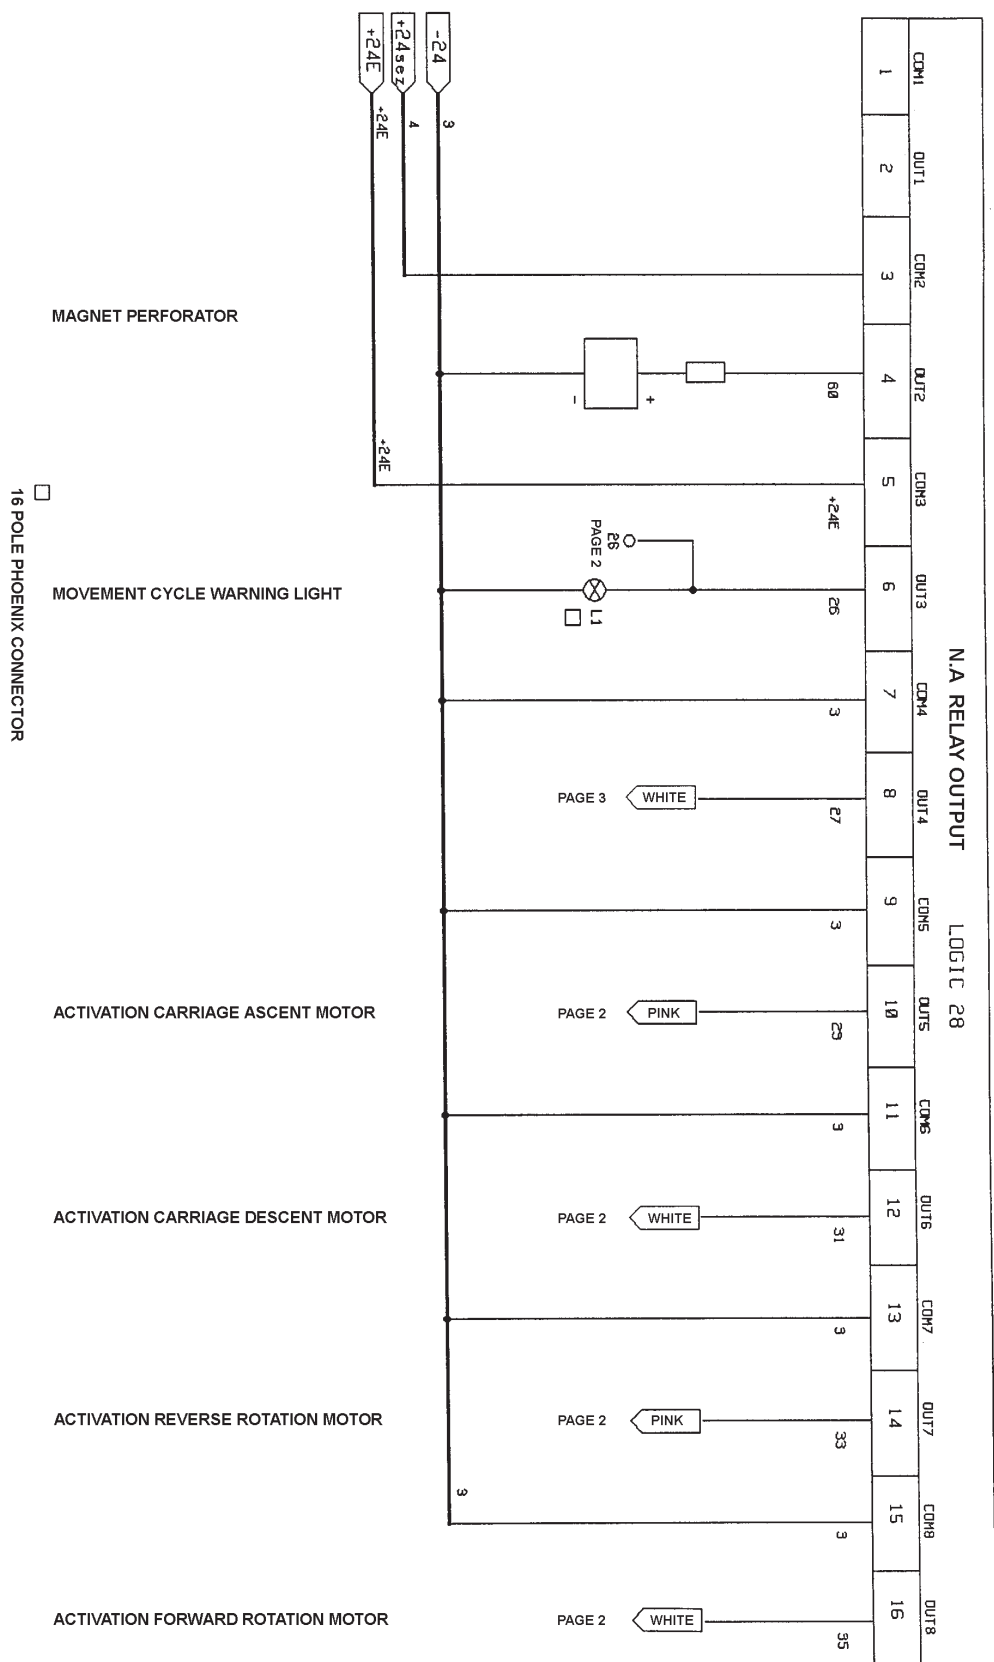 -24
+24sez
+24E
3
4
+24E
N.A RELAY OUTPUT LOGIC 28
COM1
1
OUT1
2
COM2
3
OUT2
4
60
+
-
MAGNET PERFORATOR
COM3
5
+24E
+24E
OUT3
6
26
26
PAGE 2
L1
MOVEMENT CYCLE WARNING LIGHT
COM4
7
3
OUT4
8
27
WHITE
PAGE 3
COM5
9
3
OUT5
10
29
PINK
PAGE 2
ACTIVATION CARRIAGE ASCENT MOTOR
COM6
11
3
OUT6
12
31
WHITE
PAGE 2
ACTIVATION CARRIAGE DESCENT MOTOR
COM7
13
3
OUT7
14
33
PINK
PAGE 2
ACTIVATION REVERSE ROTATION MOTOR
COM8
15
3
3
OUT8
16
35
WHITE
PAGE 2
ACTIVATION FORWARD ROTATION MOTOR
16 POLE PHOENIX CONNECTOR